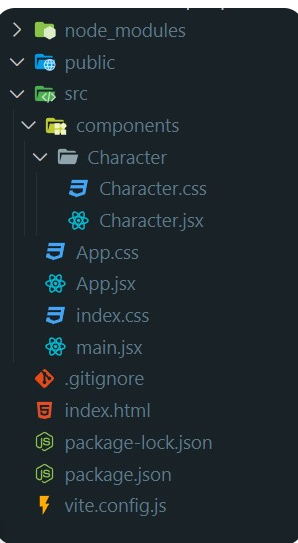 node_modules
public
src
components
Character
Character.css
Character.jsx
App.css
App.jsx
index.css
main.jsx
.gitignore
index.html
package-lock.json
package.json
vite.config.js